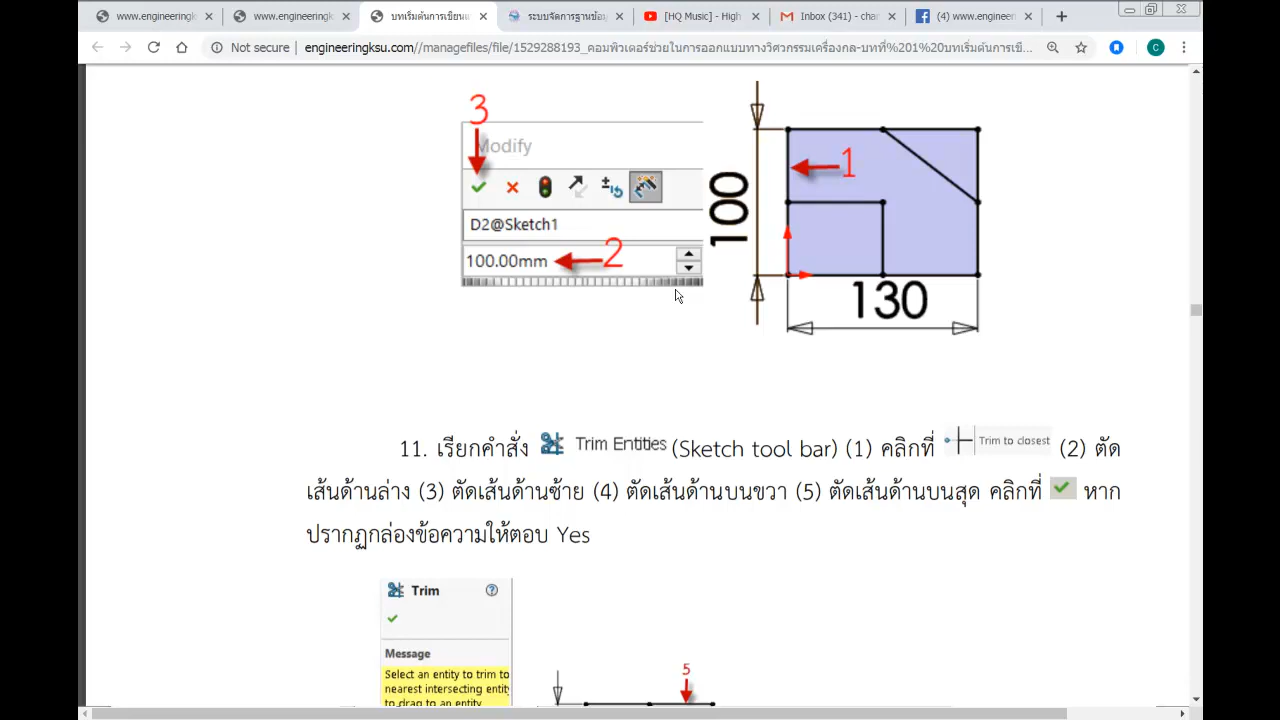 www.engineeringk
www.engineeringk
บทเริ่มต้นการเขียนแ
ระบบจัดการฐานข้อมู
[HQ Music] - High
Inbox (341) - char
(4) www.engineer
Not secure
engineeringksu.com//managefiles/file/1529288193_คอมพิวเตอร์ช่วยในการออกแบบทางวิศวกรรมเครื่องกล-บทที่%201%20บทเริ่มต้นการเขี...
C
3
Modify
D2@Sketch1
100.00mm
2
1
100
130
11. เรียกคำสั่ง Trim Entities (Sketch tool bar) (1) คลิกที่ Trim to closest (2) ตัด
เส้นด้านล่าง (3) ตัดเส้นด้านซ้าย (4) ตัดเส้นด้านบนขวา (5) ตัดเส้นด้านบนสุด คลิกที่ หาก
ปรากฏกล่องข้อความให้ตอบ Yes
Trim
Message
Select an entity to trim to
nearest intersecting entity
to drag to an entity
5